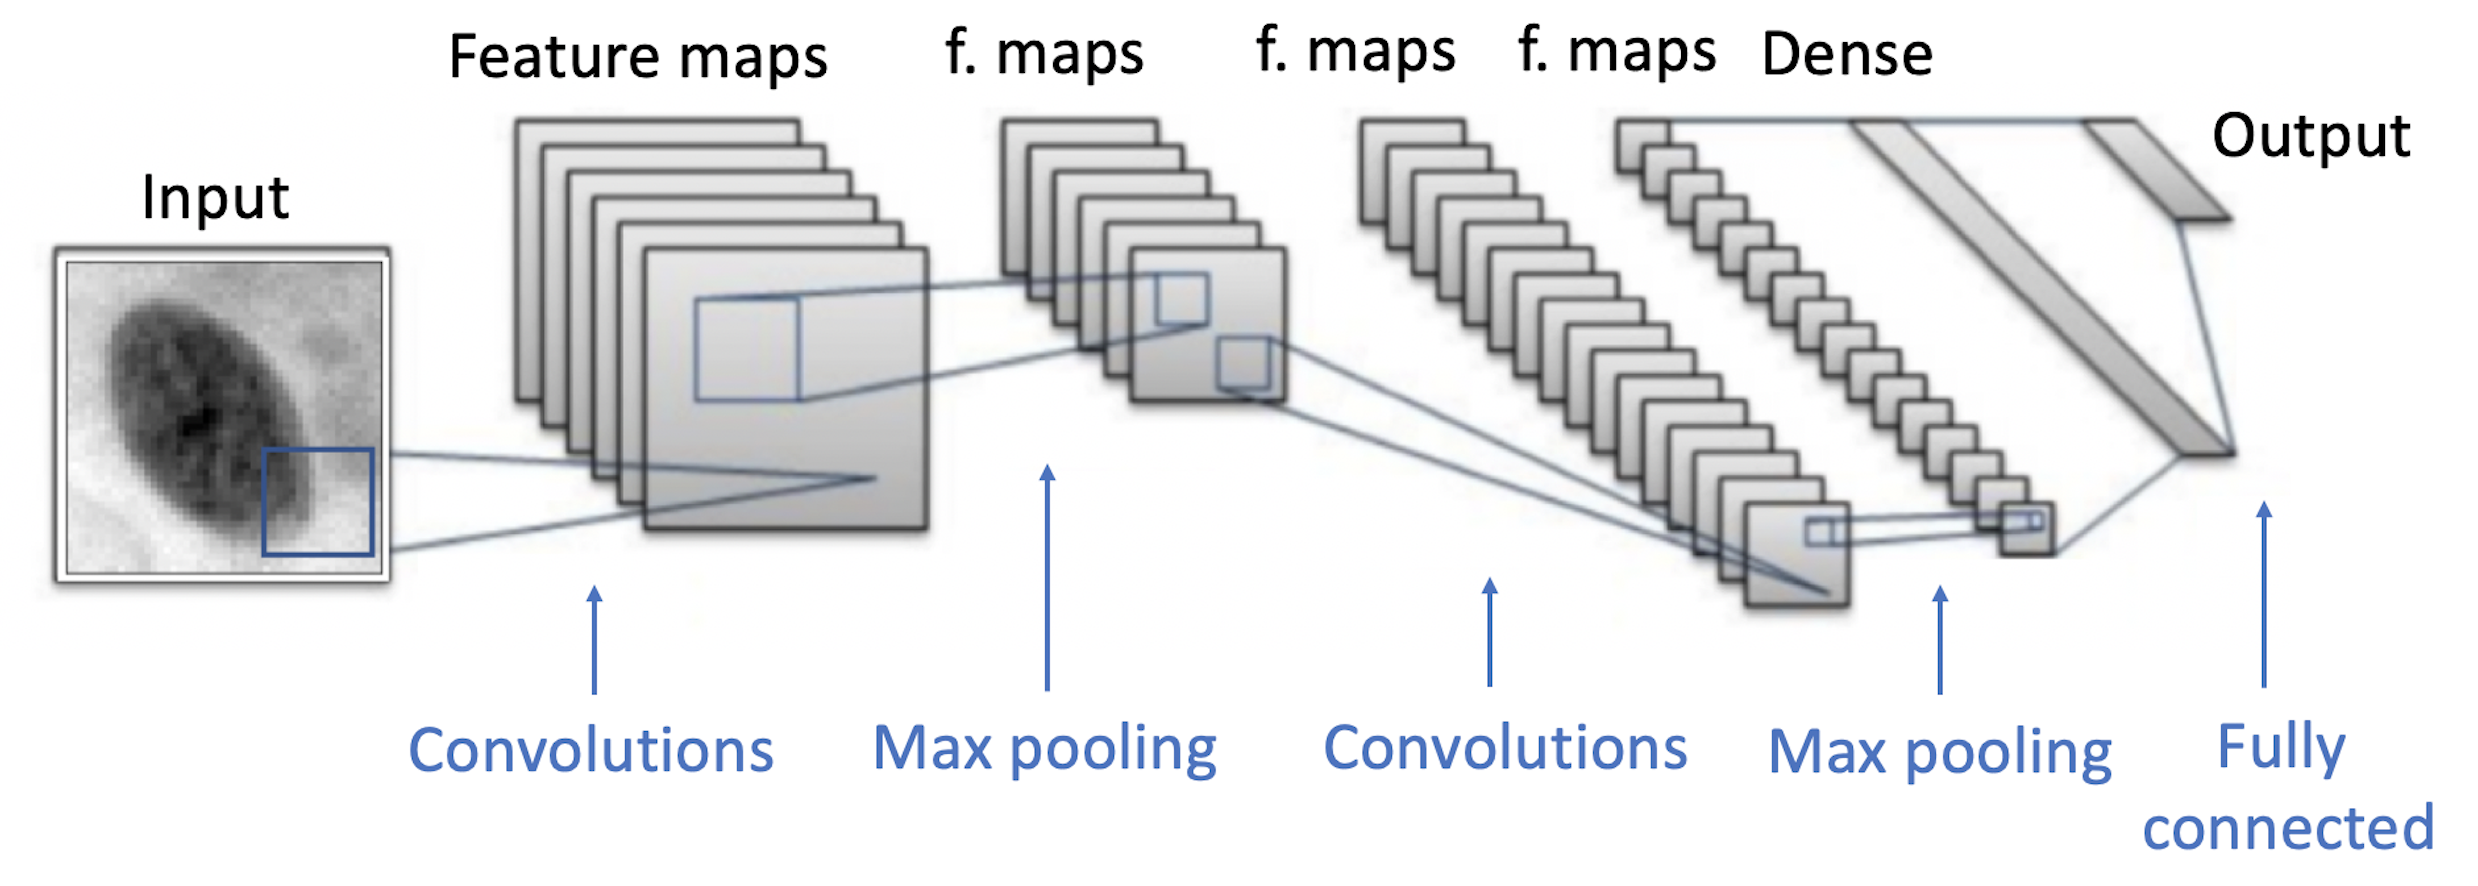 Feature maps
f. maps
f. maps
f. maps
Dense
Output
Input
Convolutions
Max pooling
Convolutions
Max pooling
Fully
connected